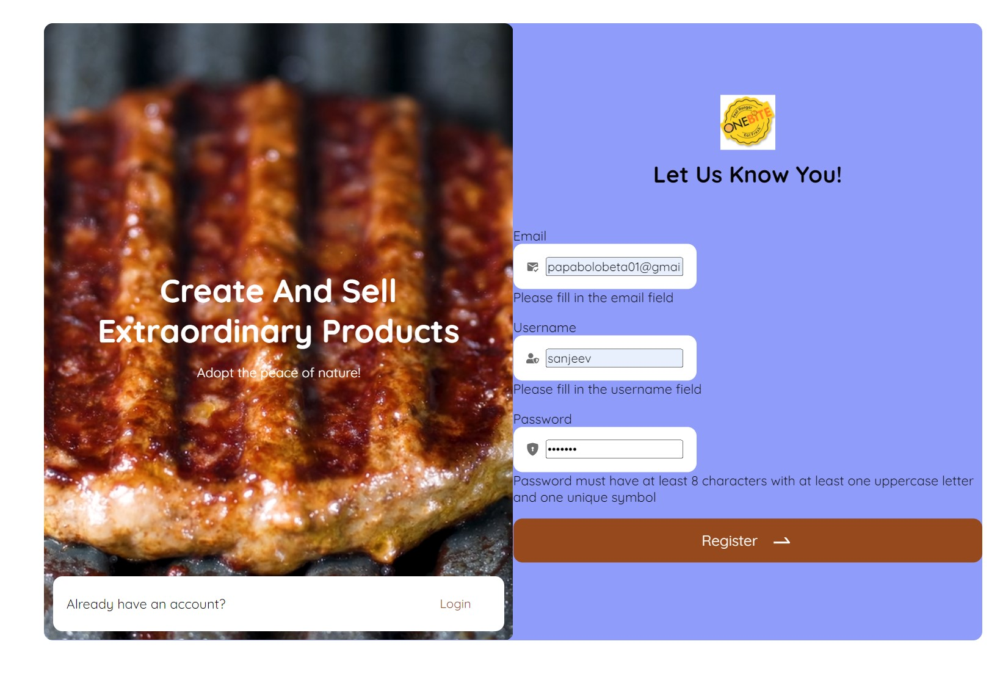 Create And Sell
Extraordinary Products
Adopt the peace of nature!
Already have an account?
Login
Feel Hunger
ONEBITE
Eat Fresh
Let Us Know You!
Email
papabolobeta01@gmai
Please fill in the email field
Username
sanjeev
Please fill in the username field
Password
•••••••
Password must have at least 8 characters with at least one uppercase letter
and one unique symbol
Register